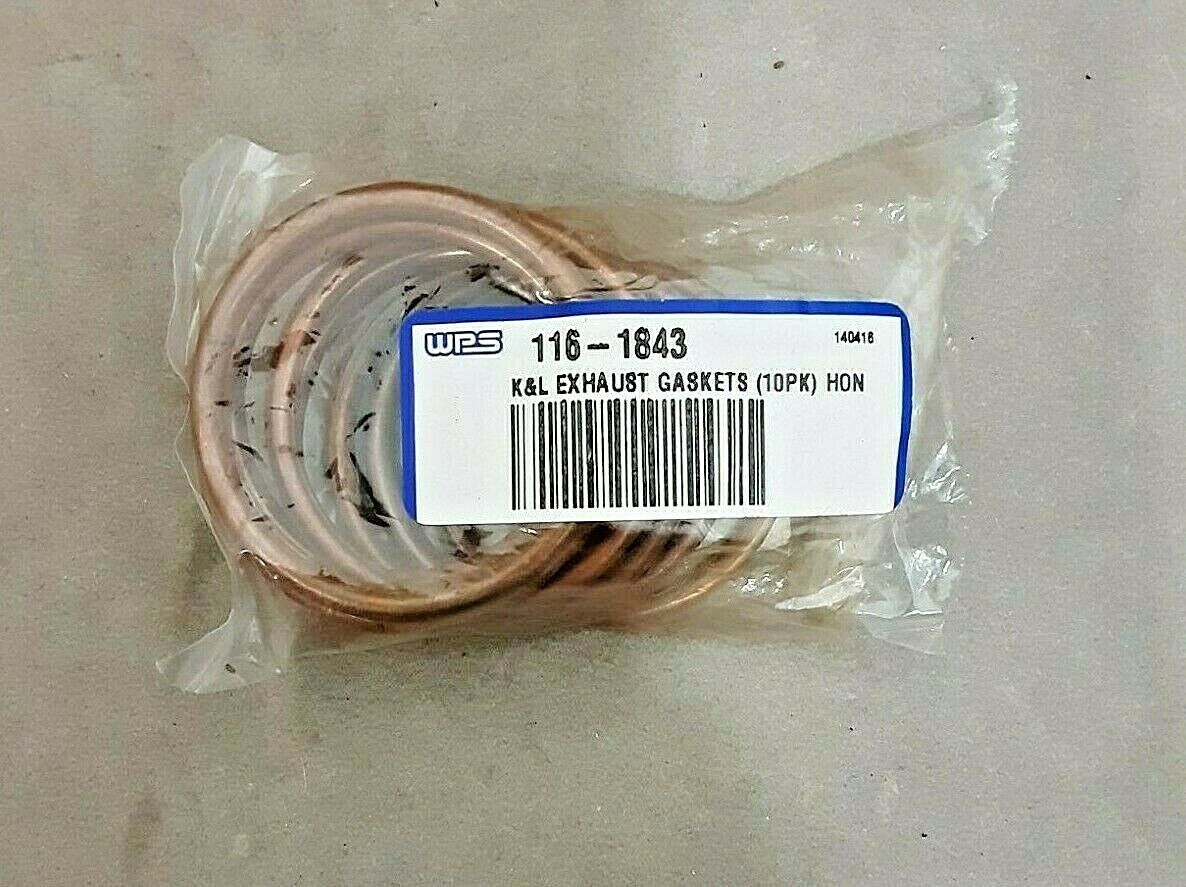 WPS 116-1843 140416
K&L EXHAUST GASKETS (10PK) HON